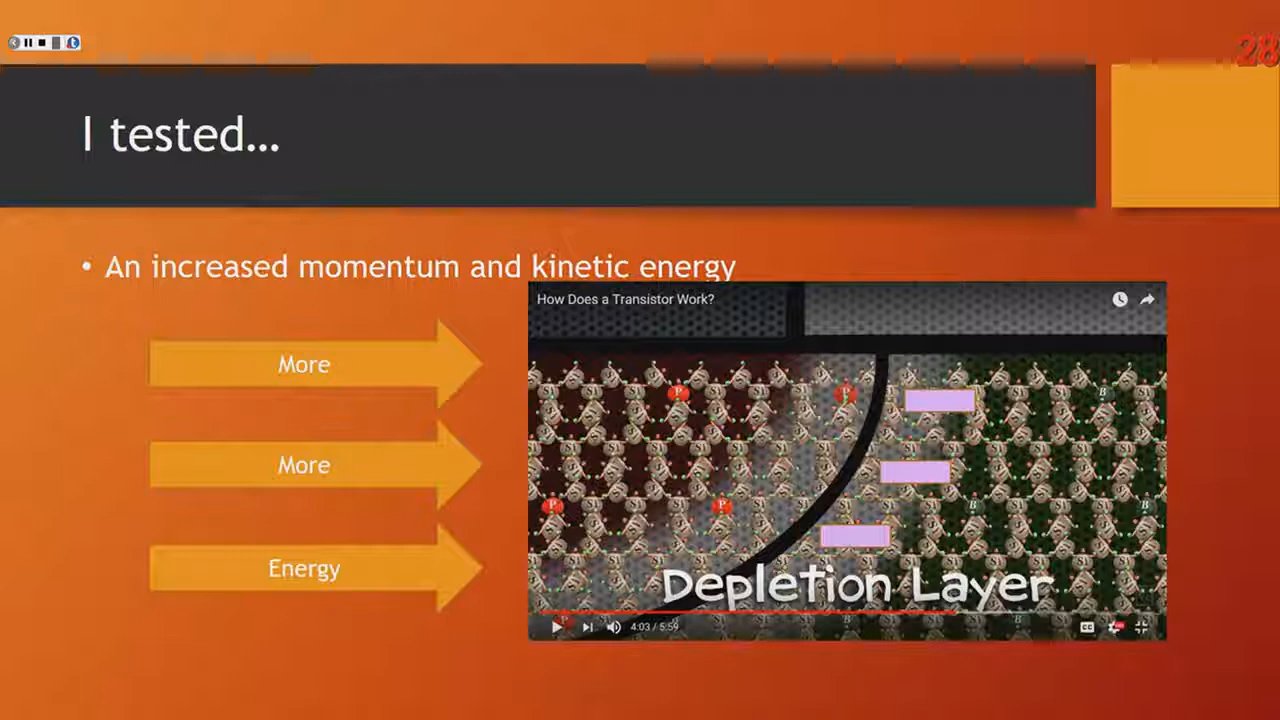 28
I tested…
• An increased momentum and kinetic energy
More
More
Energy
How Does a Transistor Work?
P
P
P
P
Depletion Layer
4:03 / 5:59
CC